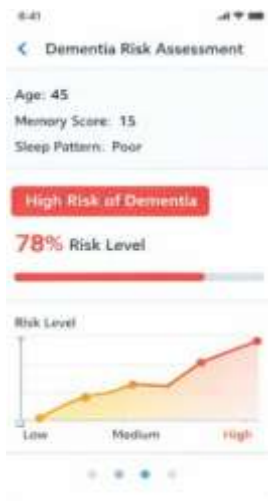 8:41
Dementia Risk Assessment
Age: 45
Memory Score: 15
Sleep Pattern: Poor
High Risk of Dementia
78% Risk Level
Risk Level
Low Medium High